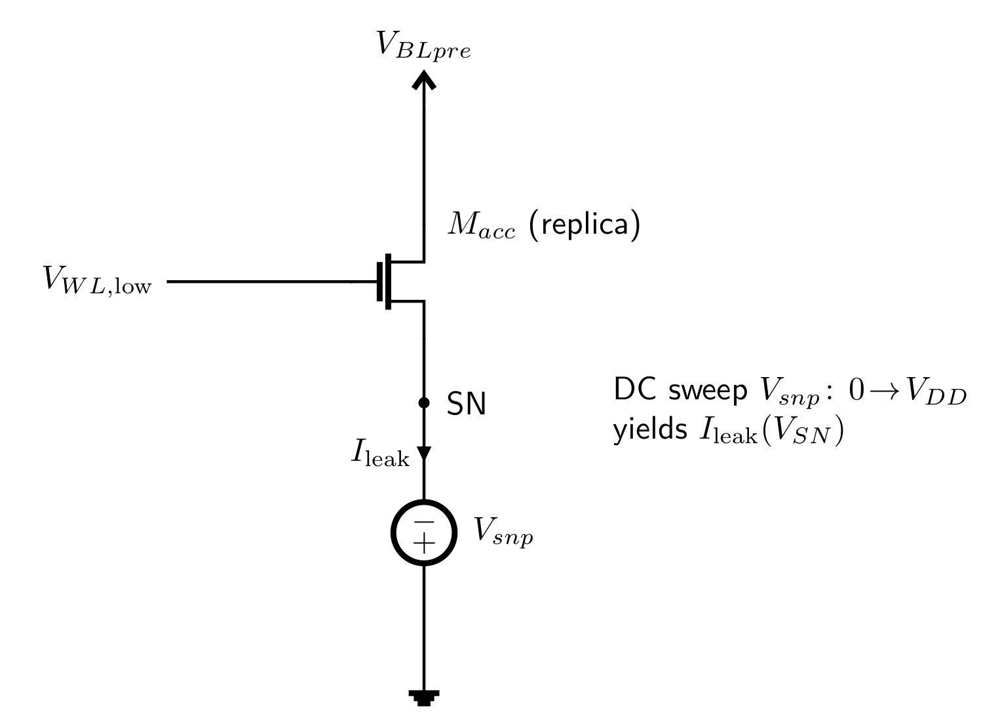 V_{BLpre}
M_{acc} (replica)
V_{WL,low}
SN
DC sweep V_{snp}: 0→V_{DD}
yields I_{leak}(V_{SN})
I_{leak}
−
+
V_{snp}